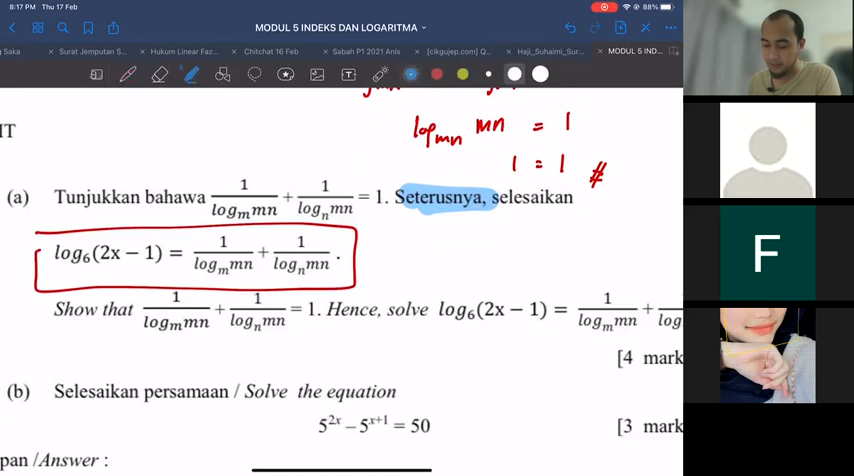 8:17 PM Thu 17 Feb
88%
MODUL 5 INDEKS DAN LOGARITMA
Saka
Surat Jemputan S...
Hukum Linear Faz...
Chitchat 16 Feb
Sabah P1 2021 Anis
[cikgujep.com] Q...
Haji_Suhaimi_Sur...
MODUL 5 IND...
log_mn mn = 1
1 = 1 #
IT
(a) Tunjukkan bahawa 1/log_m mn + 1/log_n mn = 1. Seterusnya, selesaikan
log₆(2x − 1) = 1/log_m mn + 1/log_n mn .
Show that 1/log_m mn + 1/log_n mn = 1. Hence, solve log₆(2x − 1) = 1/log_m mn + 1/log
[4 mark
(b) Selesaikan persamaan / Solve the equation
5^{2x} – 5^{x+1} = 50 [3 mark
pan /Answer :
F